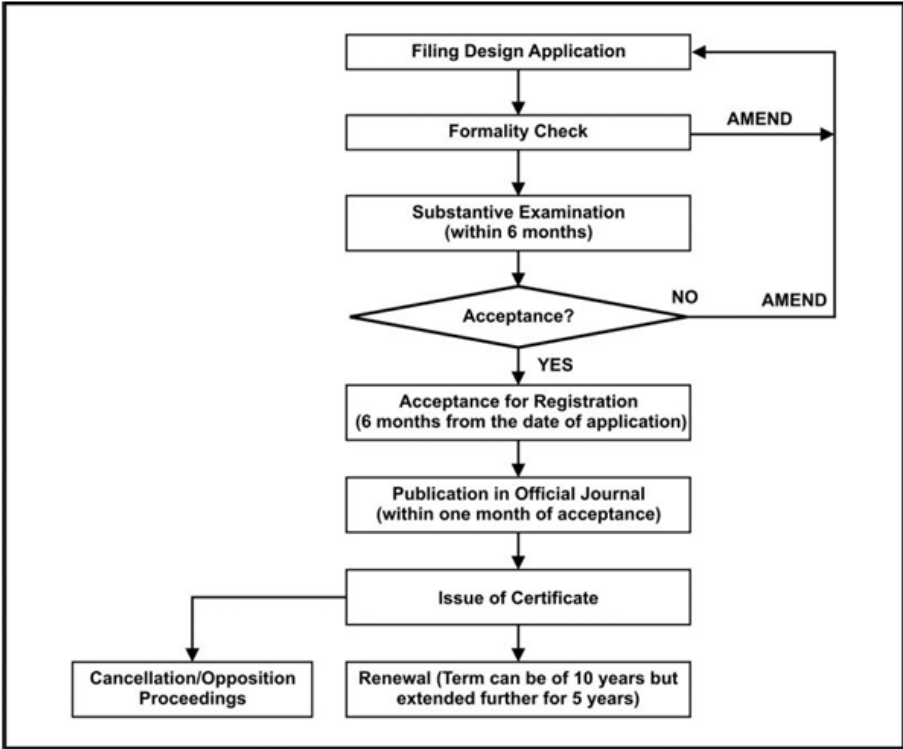 Filing Design Application
Formality Check
AMEND
Substantive Examination
(within 6 months)
Acceptance?
NO
AMEND
YES
Acceptance for Registration
(6 months from the date of application)
Publication in Official Journal
(within one month of acceptance)
Issue of Certificate
Cancellation/Opposition
Proceedings
Renewal (Term can be of 10 years but
extended further for 5 years)